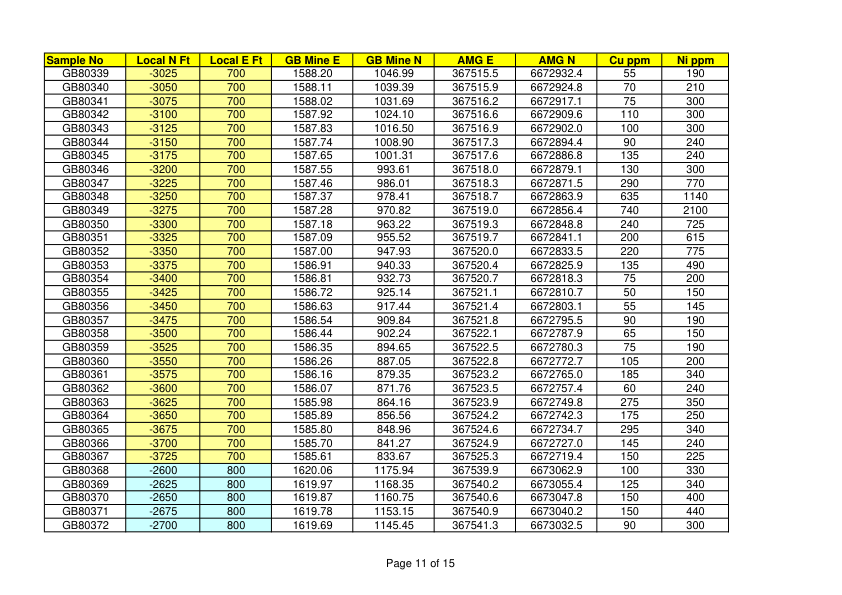 Sample No Local N Ft Local E Ft GB Mine E GB Mine N AMG E AMG N Cu ppm Ni ppm
GB80339 -3025 700 1588.20 1046.99 367515.5 6672932.4 55 190
GB80340 -3050 700 1588.11 1039.39 367515.9 6672924.8 70 210
GB80341 -3075 700 1588.02 1031.69 367516.2 6672917.1 75 300
GB80342 -3100 700 1587.92 1024.10 367516.6 6672909.6 110 300
GB80343 -3125 700 1587.83 1016.50 367516.9 6672902.0 100 300
GB80344 -3150 700 1587.74 1008.90 367517.3 6672894.4 90 240
GB80345 -3175 700 1587.65 1001.31 367517.6 6672886.8 135 240
GB80346 -3200 700 1587.55 993.61 367518.0 6672879.1 130 300
GB80347 -3225 700 1587.46 986.01 367518.3 6672871.5 290 770
GB80348 -3250 700 1587.37 978.41 367518.7 6672863.9 635 1140
GB80349 -3275 700 1587.28 970.82 367519.0 6672856.4 740 2100
GB80350 -3300 700 1587.18 963.22 367519.3 6672848.8 240 725
GB80351 -3325 700 1587.09 955.52 367519.7 6672841.1 200 615
GB80352 -3350 700 1587.00 947.93 367520.0 6672833.5 220 775
GB80353 -3375 700 1586.91 940.33 367520.4 6672825.9 135 490
GB80354 -3400 700 1586.81 932.73 367520.7 6672818.3 75 200
GB80355 -3425 700 1586.72 925.14 367521.1 6672810.7 50 150
GB80356 -3450 700 1586.63 917.44 367521.4 6672803.1 55 145
GB80357 -3475 700 1586.54 909.84 367521.8 6672795.5 90 190
GB80358 -3500 700 1586.44 902.24 367522.1 6672787.9 65 150
GB80359 -3525 700 1586.35 894.65 367522.5 6672780.3 75 190
GB80360 -3550 700 1586.26 887.05 367522.8 6672772.7 105 200
GB80361 -3575 700 1586.16 879.35 367523.2 6672765.0 185 340
GB80362 -3600 700 1586.07 871.76 367523.5 6672757.4 60 240
GB80363 -3625 700 1585.98 864.16 367523.9 6672749.8 275 350
GB80364 -3650 700 1585.89 856.56 367524.2 6672742.3 175 250
GB80365 -3675 700 1585.80 848.96 367524.6 6672734.7 295 340
GB80366 -3700 700 1585.70 841.27 367524.9 6672727.0 145 240
GB80367 -3725 700 1585.61 833.67 367525.3 6672719.4 150 225
GB80368 -2600 800 1620.06 1175.94 367539.9 6673062.9 100 330
GB80369 -2625 800 1619.97 1168.35 367540.2 6673055.4 125 340
GB80370 -2650 800 1619.87 1160.75 367540.6 6673047.8 150 400
GB80371 -2675 800 1619.78 1153.15 367540.9 6673040.2 150 440
GB80372 -2700 800 1619.69 1145.45 367541.3 6673032.5 90 300
Page 11 of 15